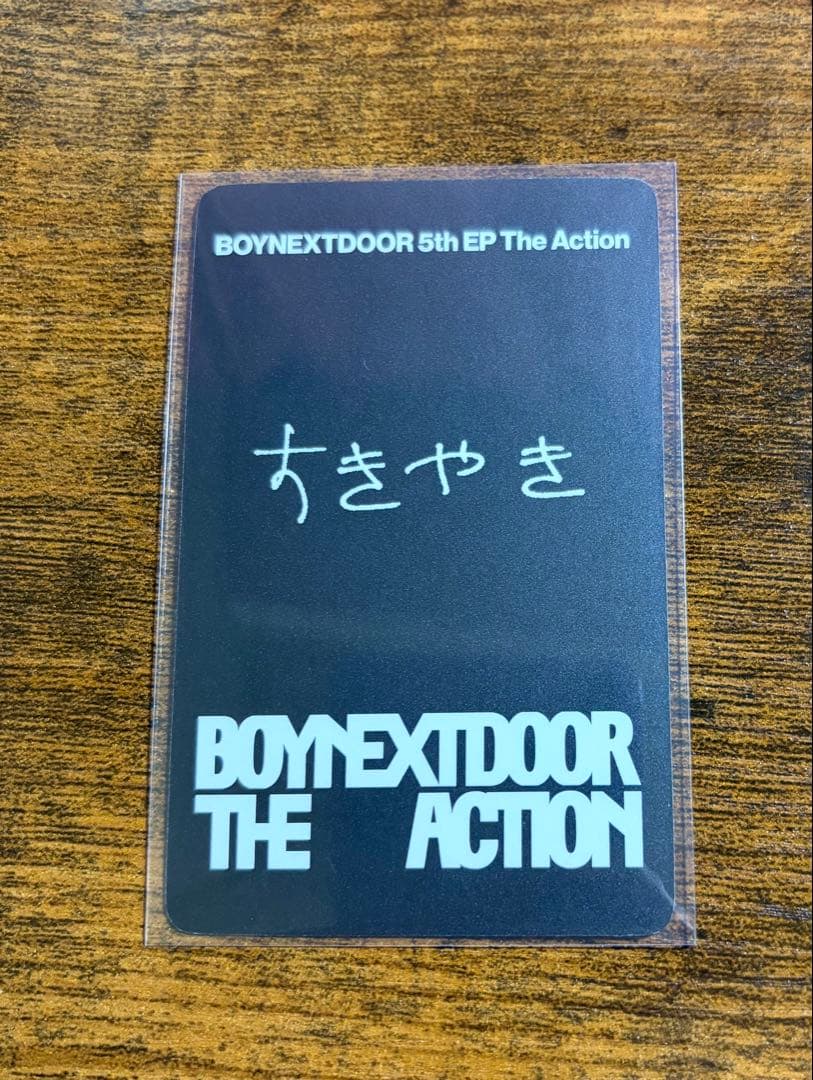 BOYNEXTDOOR 5th EP The Action
すきやき
BOYNEXTDOOR
THE ACTION